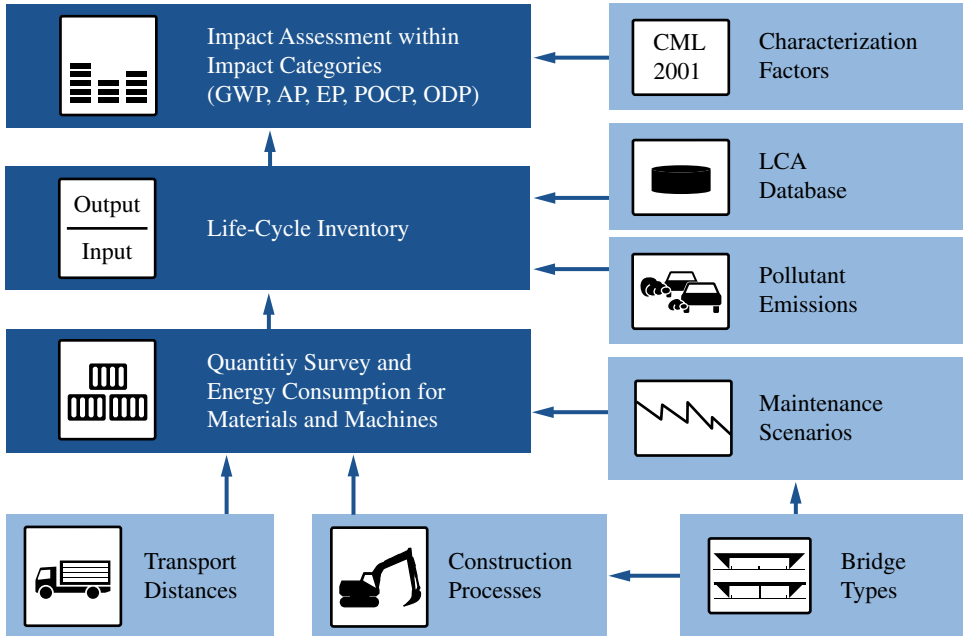 Impact Assessment within
Impact Categories
(GWP, AP, EP, POCP, ODP)
CML
2001
Characterization
Factors
Output
Input
Life-Cycle Inventory
LCA
Database
Pollutant
Emissions
Quantitiy Survey and
Energy Consumption for
Materials and Machines
Maintenance
Scenarios
Transport
Distances
Construction
Processes
Bridge
Types